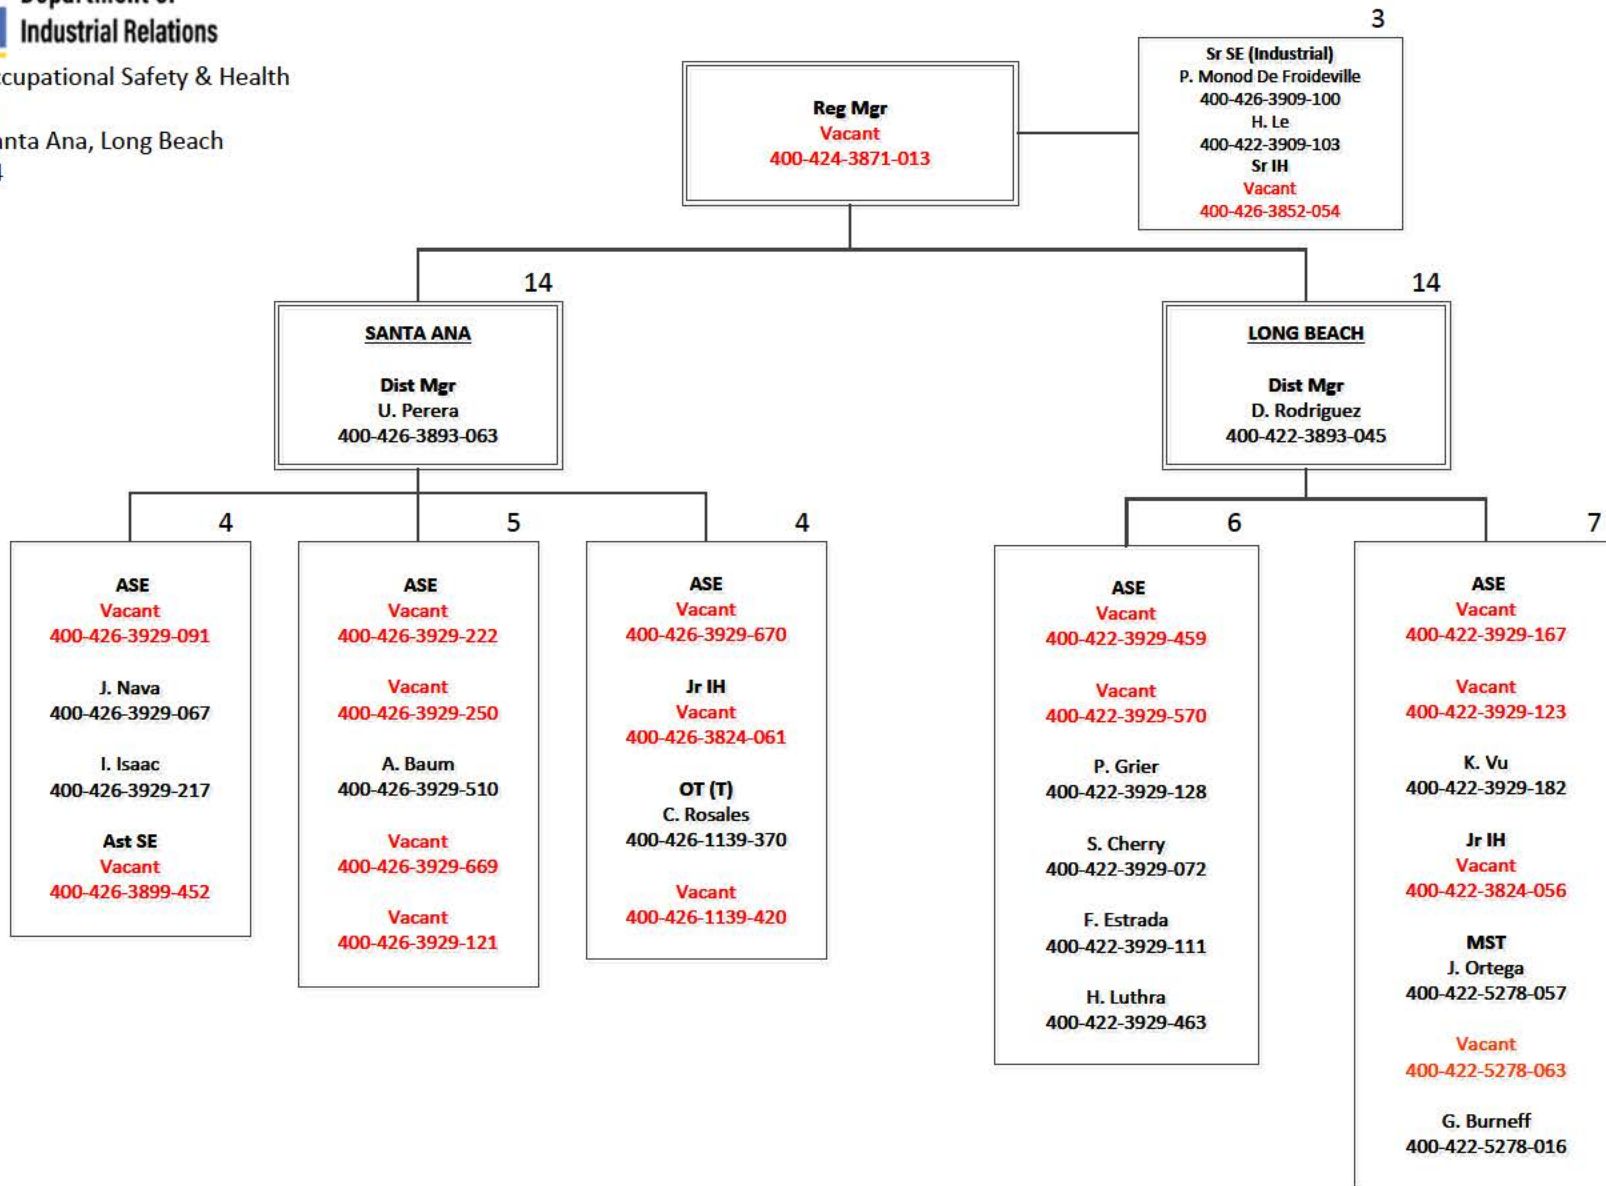 Industrial Relations
Occupational Safety & Health
Santa Ana, Long Beach
3
Sr SE (Industrial)
P. Monod De Froideville
400-426-3909-100
H. Le
400-422-3909-103
Sr IH
Vacant
400-426-3852-054
Reg Mgr
Vacant
400-424-3871-013
14
SANTA ANA
Dist Mgr
U. Perera
400-426-3893-063
14
LONG BEACH
Dist Mgr
D. Rodriguez
400-422-3893-045
4
ASE
Vacant
400-426-3929-091
J. Nava
400-426-3929-067
I. Isaac
400-426-3929-217
Ast SE
Vacant
400-426-3899-452
5
ASE
Vacant
400-426-3929-222
Vacant
400-426-3929-250
A. Baum
400-426-3929-510
Vacant
400-426-3929-669
Vacant
400-426-3929-121
4
ASE
Vacant
400-426-3929-670
Jr IH
Vacant
400-426-3824-061
OT (T)
C. Rosales
400-426-1139-370
Vacant
400-426-1139-420
6
ASE
Vacant
400-422-3929-459
Vacant
400-422-3929-570
P. Grier
400-422-3929-128
S. Cherry
400-422-3929-072
F. Estrada
400-422-3929-111
H. Luthra
400-422-3929-463
7
ASE
Vacant
400-422-3929-167
Vacant
400-422-3929-123
K. Vu
400-422-3929-182
Jr IH
Vacant
400-422-3824-056
MST
J. Ortega
400-422-5278-057
Vacant
400-422-5278-063
G. Burneff
400-422-5278-016